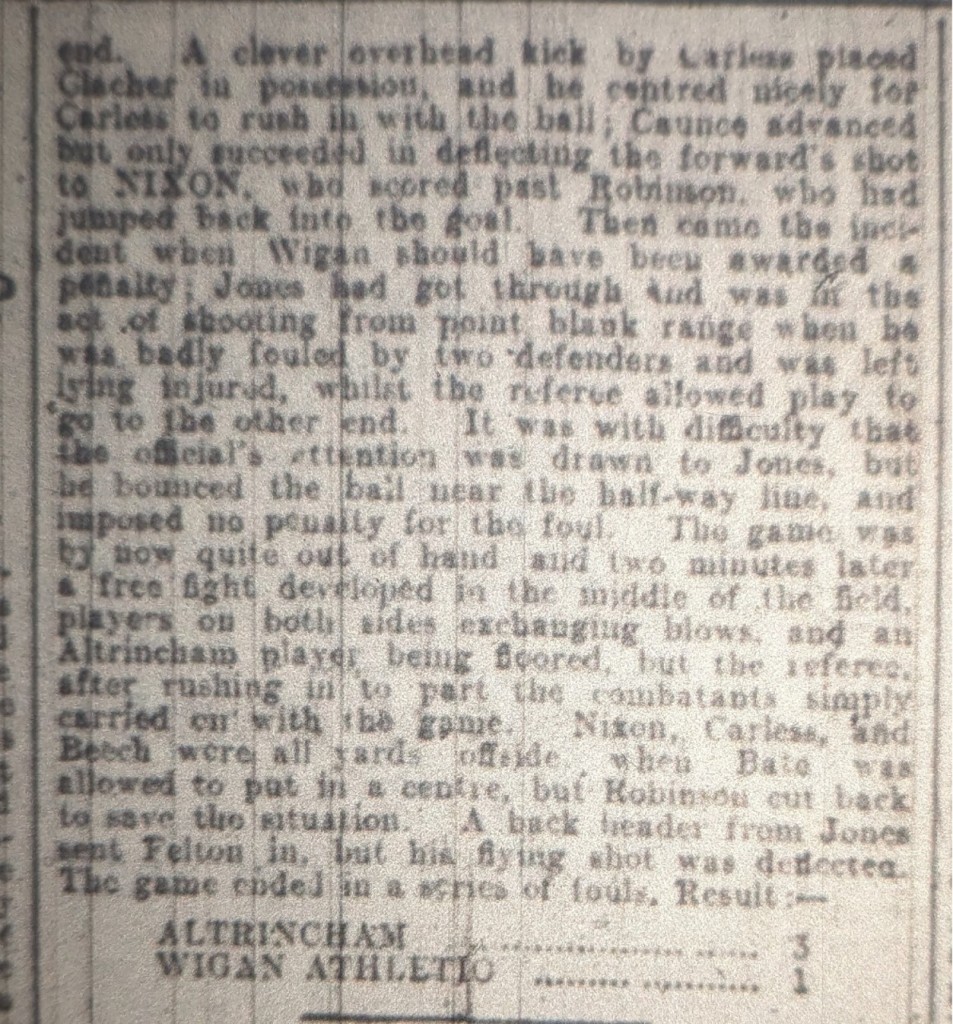 end. A clever overhead kick by Carless placed
Clacher in possession, and he centred nicely for
Carless to rush in with the ball; Caunce advanced
but only succeeded in deflecting the forward's shot
to NIXON, who scored past Robinson, who had
jumped back into the goal. Then came the inci-
dent when Wigan should have been awarded a
penalty; Jones had got through and was in the
act of shooting from point blank range when he
was badly fouled by two defenders and was left
lying injured, whilst the referee allowed play to
go to the other end. It was with difficulty that
the official's attention was drawn to Jones, but
he bounced the ball near the half-way line, and
imposed no penalty for the foul. The game was
by now quite out of hand and two minutes later
a free fight developed in the middle of the field,
players on both sides exchanging blows, and an
Altrincham player being floored, but the referee,
after rushing in to part the combatants simply
carried on with the game. Nixon, Carless, and
Beech were all yards offside when Bate was
allowed to put in a centre, but Robinson cut back
to save the situation. A back header from Jones
sent Felton in, but his flying shot was deflected.
The game ended in a series of fouls. Result :—
ALTRINCHAM .................. 3
WIGAN ATHLETIC .................. 1